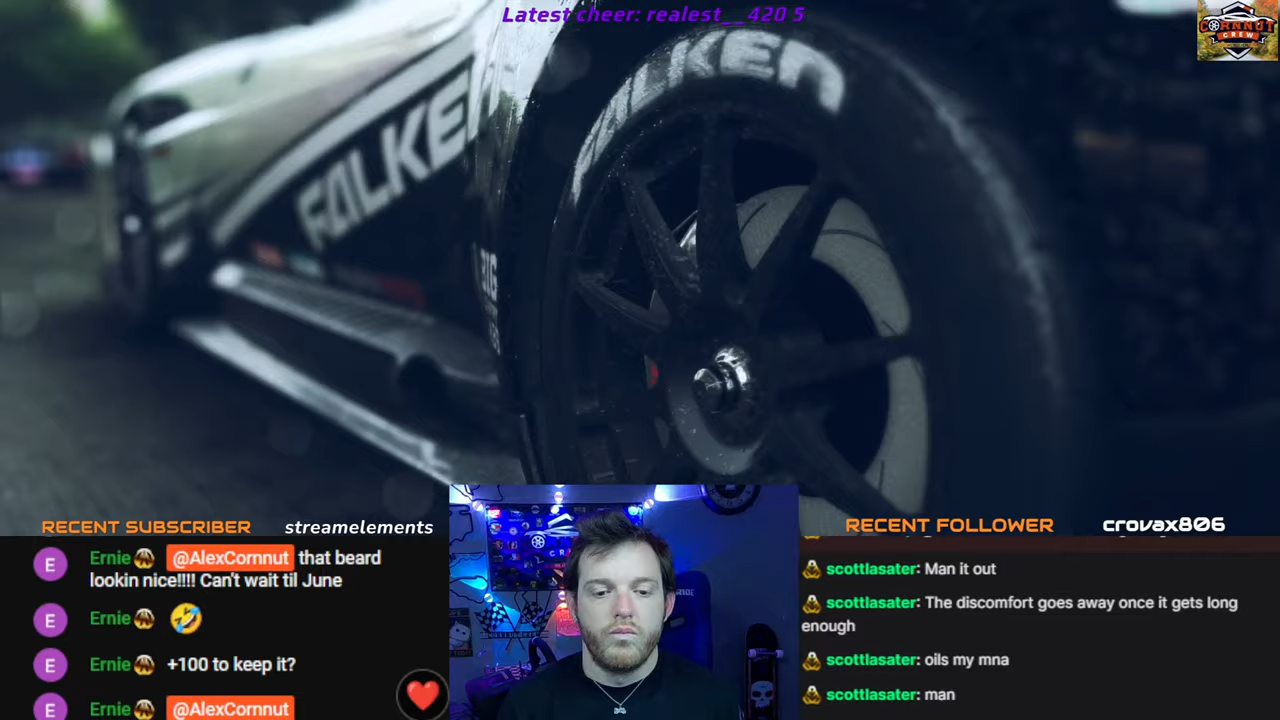 Latest cheer: realest__420 5
CORNNUT
CREW
FALKEN
FALKEN
RECENT SUBSCRIBER streamelements
RECENT FOLLOWER crovax806
E Ernie @AlexCornnut that beard
lookin nice!!!! Can't wait til June
E Ernie 🤣
E Ernie +100 to keep it?
E Ernie @AlexCornnut
scottlasater: Man it out
scottlasater: The discomfort goes away once it gets long
enough
scottlasater: oils my mna
scottlasater: man